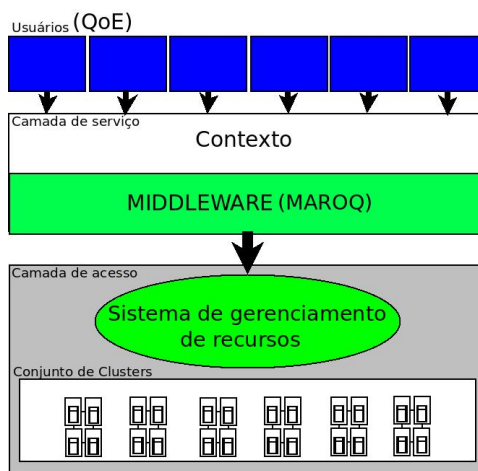 Usuários (QoE)
Camada de serviço
Contexto
MIDDLEWARE (MAROQ)
Camada de acesso
Sistema de gerenciamento
de recursos
Conjunto de Clusters